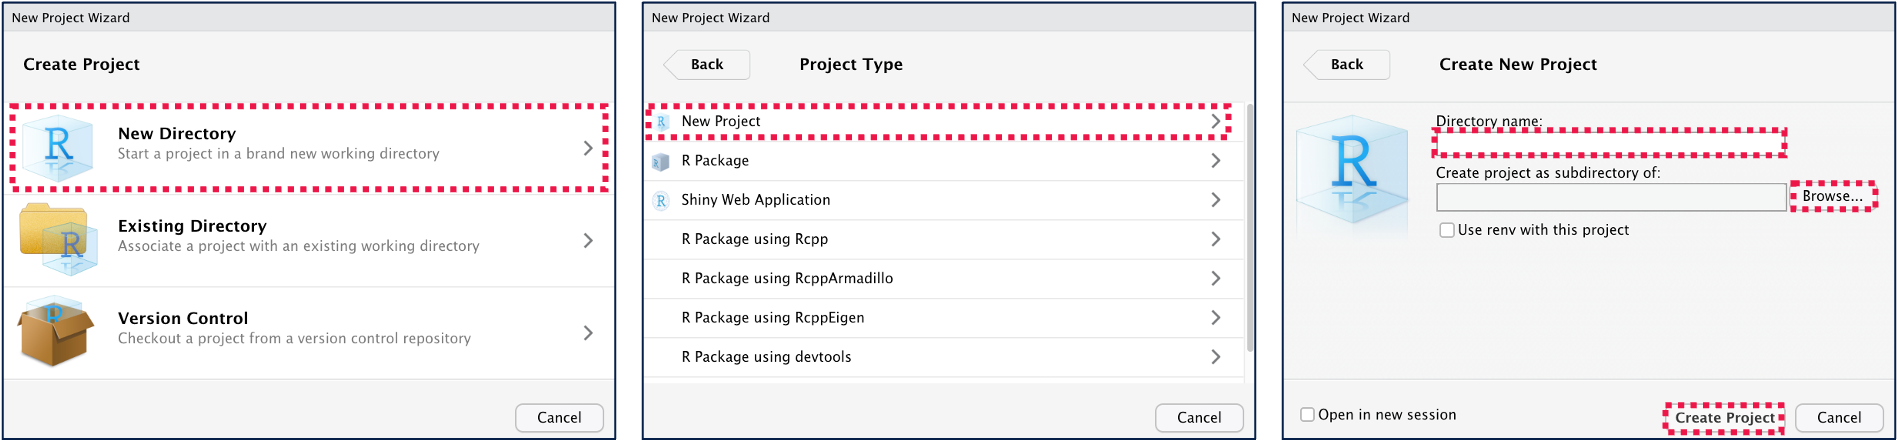 New Project Wizard
Create Project
R
New Directory
Start a project in a brand new working directory
R
Existing Directory
Associate a project with an existing working directory
R
Version Control
Checkout a project from a version control repository
Cancel
New Project Wizard
Back
Project Type
R
New Project
R
R Package
R
Shiny Web Application
R Package using Rcpp
R Package using RcppArmadillo
R Package using RcppEigen
R Package using devtools
Cancel
New Project Wizard
Back
Create New Project
R
Directory name:
Create project as subdirectory of:
Browse...
Use renv with this project
Open in new session
Create Project
Cancel